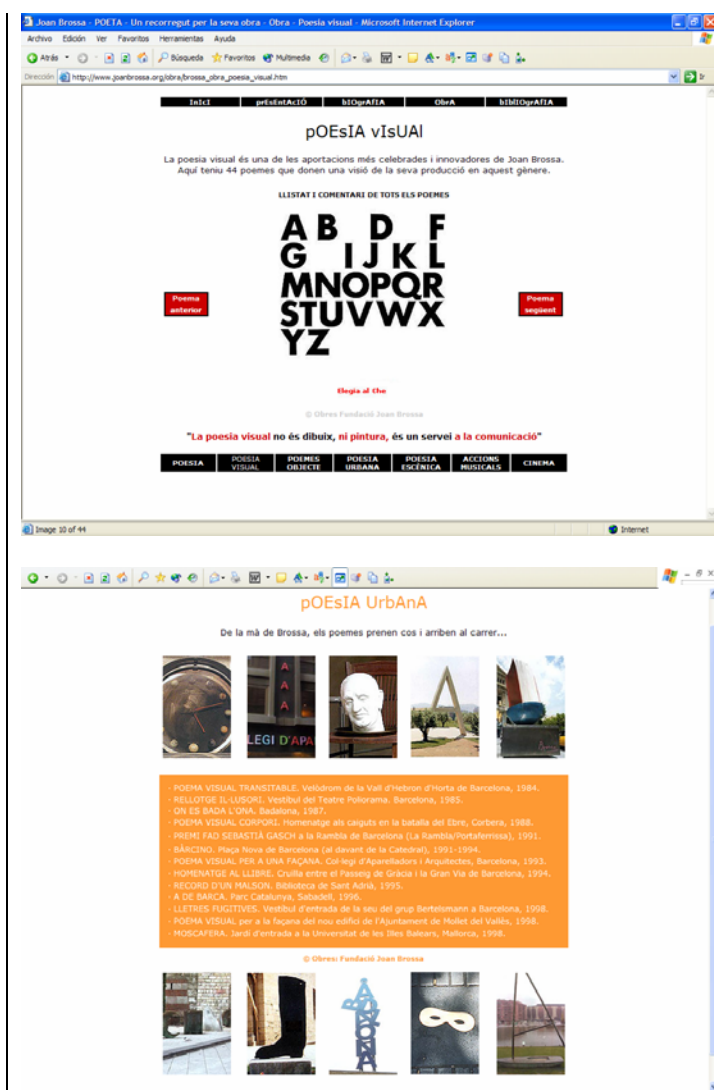 Joan Brossa - POETA - Un recorregut per la seva obra - Obra - Poesia visual - Microsoft Internet Explorer
Archivo Edición Ver Favoritos Herramientas Ayuda
Atrás Búsqueda Favoritos Multimedia
Dirección http://www.joanbrossa.org/obra/brossa_obra_poesia_visual.htm Ir
InIcI prEsEntAcIÓ bIOgrAfIA ObrA bIblIOgrAfIA
pOEsIA vIsUAl
La poesia visual és una de les aportacions més celebrades i innovadores de Joan Brossa.
Aquí teniu 44 poemes que donen una visió de la seva producció en aquest gènere.
LLISTAT I COMENTARI DE TOTS ELS POEMES
A B D F
G I J K L
MNOPQR
STUVWX
YZ
Poema anterior
Poema següent
Elegia al Che
© Obres Fundació Joan Brossa
"La poesia visual no és dibuix, ni pintura, és un servei a la comunicació"
POESIA POESIA VISUAL POEMES OBJECTE POESIA URBANA POESIA ESCÈNICA ACCIONS MUSICALS CINEMA
Image 10 of 44 Internet
pOEsIA UrbAnA
De la mà de Brossa, els poemes prenen cos i arriben al carrer...
A
A
A
LEGI D'APA
- POEMA VISUAL TRANSITABLE. Velòdrom de la Vall d'Hebron d'Horta de Barcelona, 1984.
- RELLOTGE IL·LUSORI. Vestíbul del Teatre Poliorama. Barcelona, 1985.
- ON ES BADA L'ONA. Badalona, 1987.
- POEMA VISUAL CORPORI. Homenatge als caiguts en la batalla del Ebre, Corbera, 1988.
- PREMI FAD SEBASTIÀ GASCH a la Rambla de Barcelona (La Rambla/Portaferrissa), 1991.
- BÀRCINO. Plaça Nova de Barcelona (al davant de la Catedral), 1991-1994.
- POEMA VISUAL PER A UNA FAÇANA. Col·legi d'Aparelladors i Arquitectes, Barcelona, 1993.
- HOMENATGE AL LLIBRE. Cruïlla entre el Passeig de Gràcia i la Gran Via de Barcelona, 1994.
- RECORD D'UN MALSON. Biblioteca de Sant Adrià, 1995.
- A DE BARCA. Parc Catalunya, Sabadell, 1996.
- LLETRES FUGITIVES. Vestíbul d'entrada de la seu del grup Bertelsmann a Barcelona, 1998.
- POEMA VISUAL per a la façana del nou edifici de l'Ajuntament de Mollet del Vallès, 1998.
- MOSCAFERA. Jardí d'entrada a la Universitat de les Illes Balears, Mallorca, 1998.
© Obres: Fundació Joan Brossa